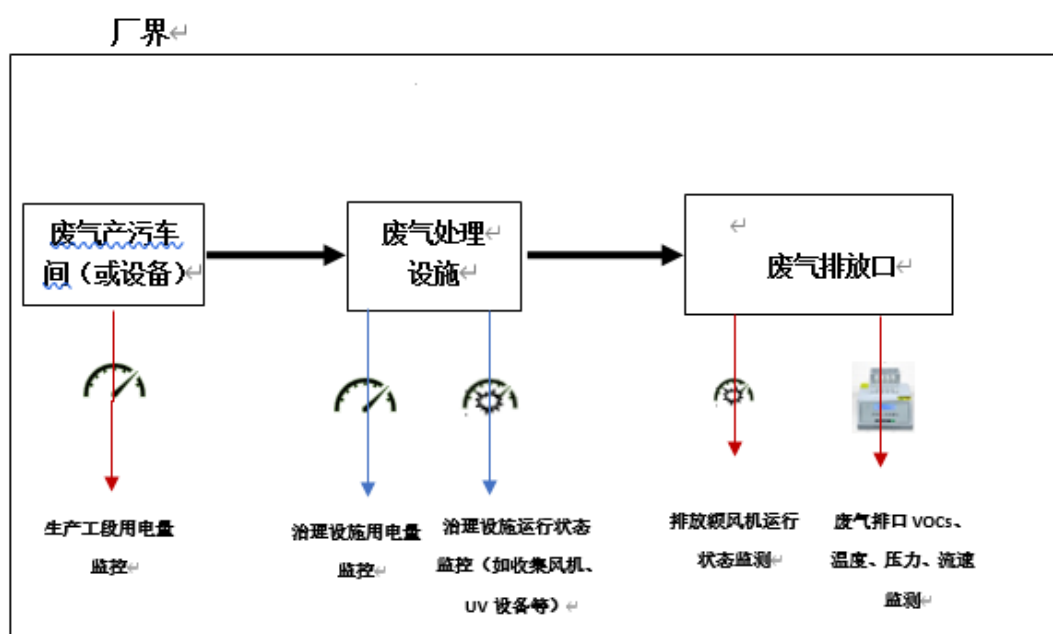 厂界
废气产污车
间（或设备）
废气处理
设施
废气排放口
生产工段用电量
监控
治理设施用电量
监控
治理设施运行状态
监控（如收集风机、
UV 设备等）
排放额风机运行
状态监测
废气排口 VOCs、
温度、压力、流速
监测